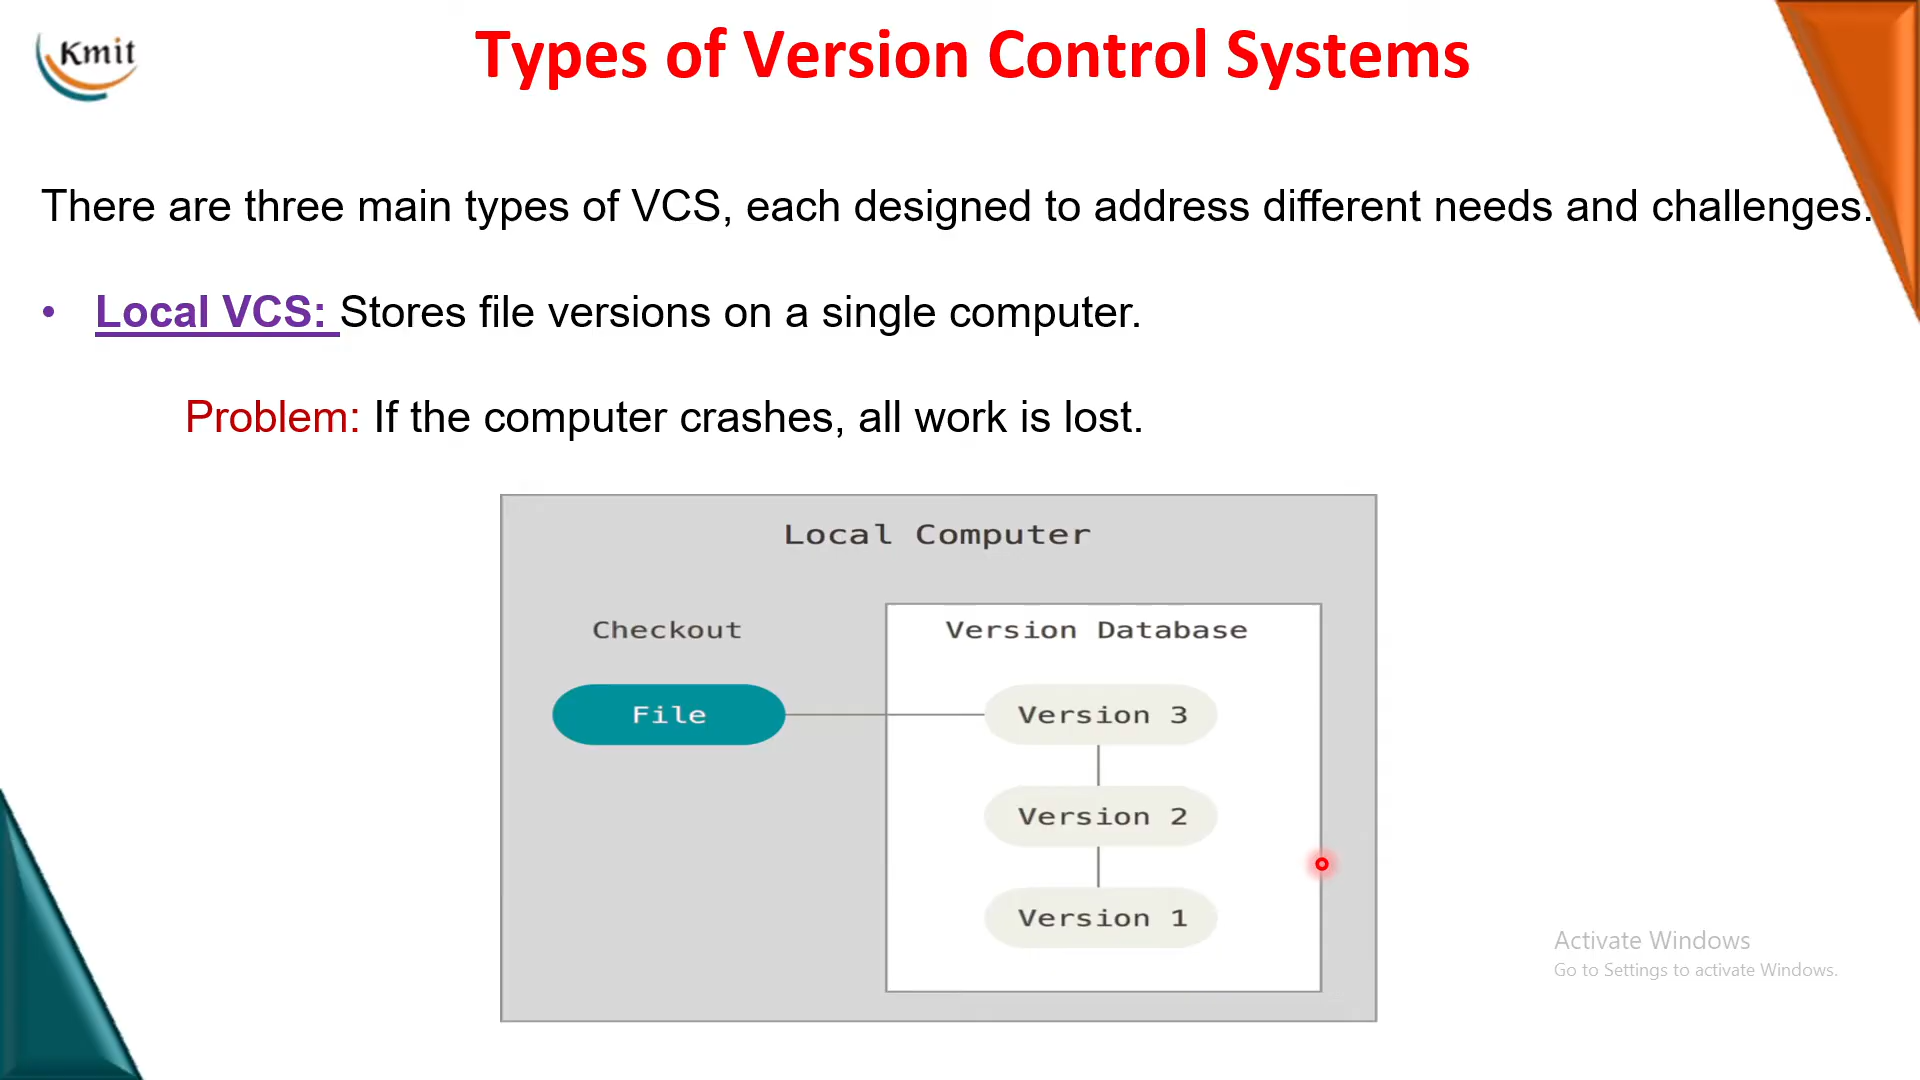 Kmit
Types of Version Control Systems
There are three main types of VCS, each designed to address different needs and challenges.
• Local VCS: Stores file versions on a single computer.
Problem: If the computer crashes, all work is lost.
Local Computer
Checkout
Version Database
File
Version 3
Version 2
Version 1
Activate Windows
Go to Settings to activate Windows.